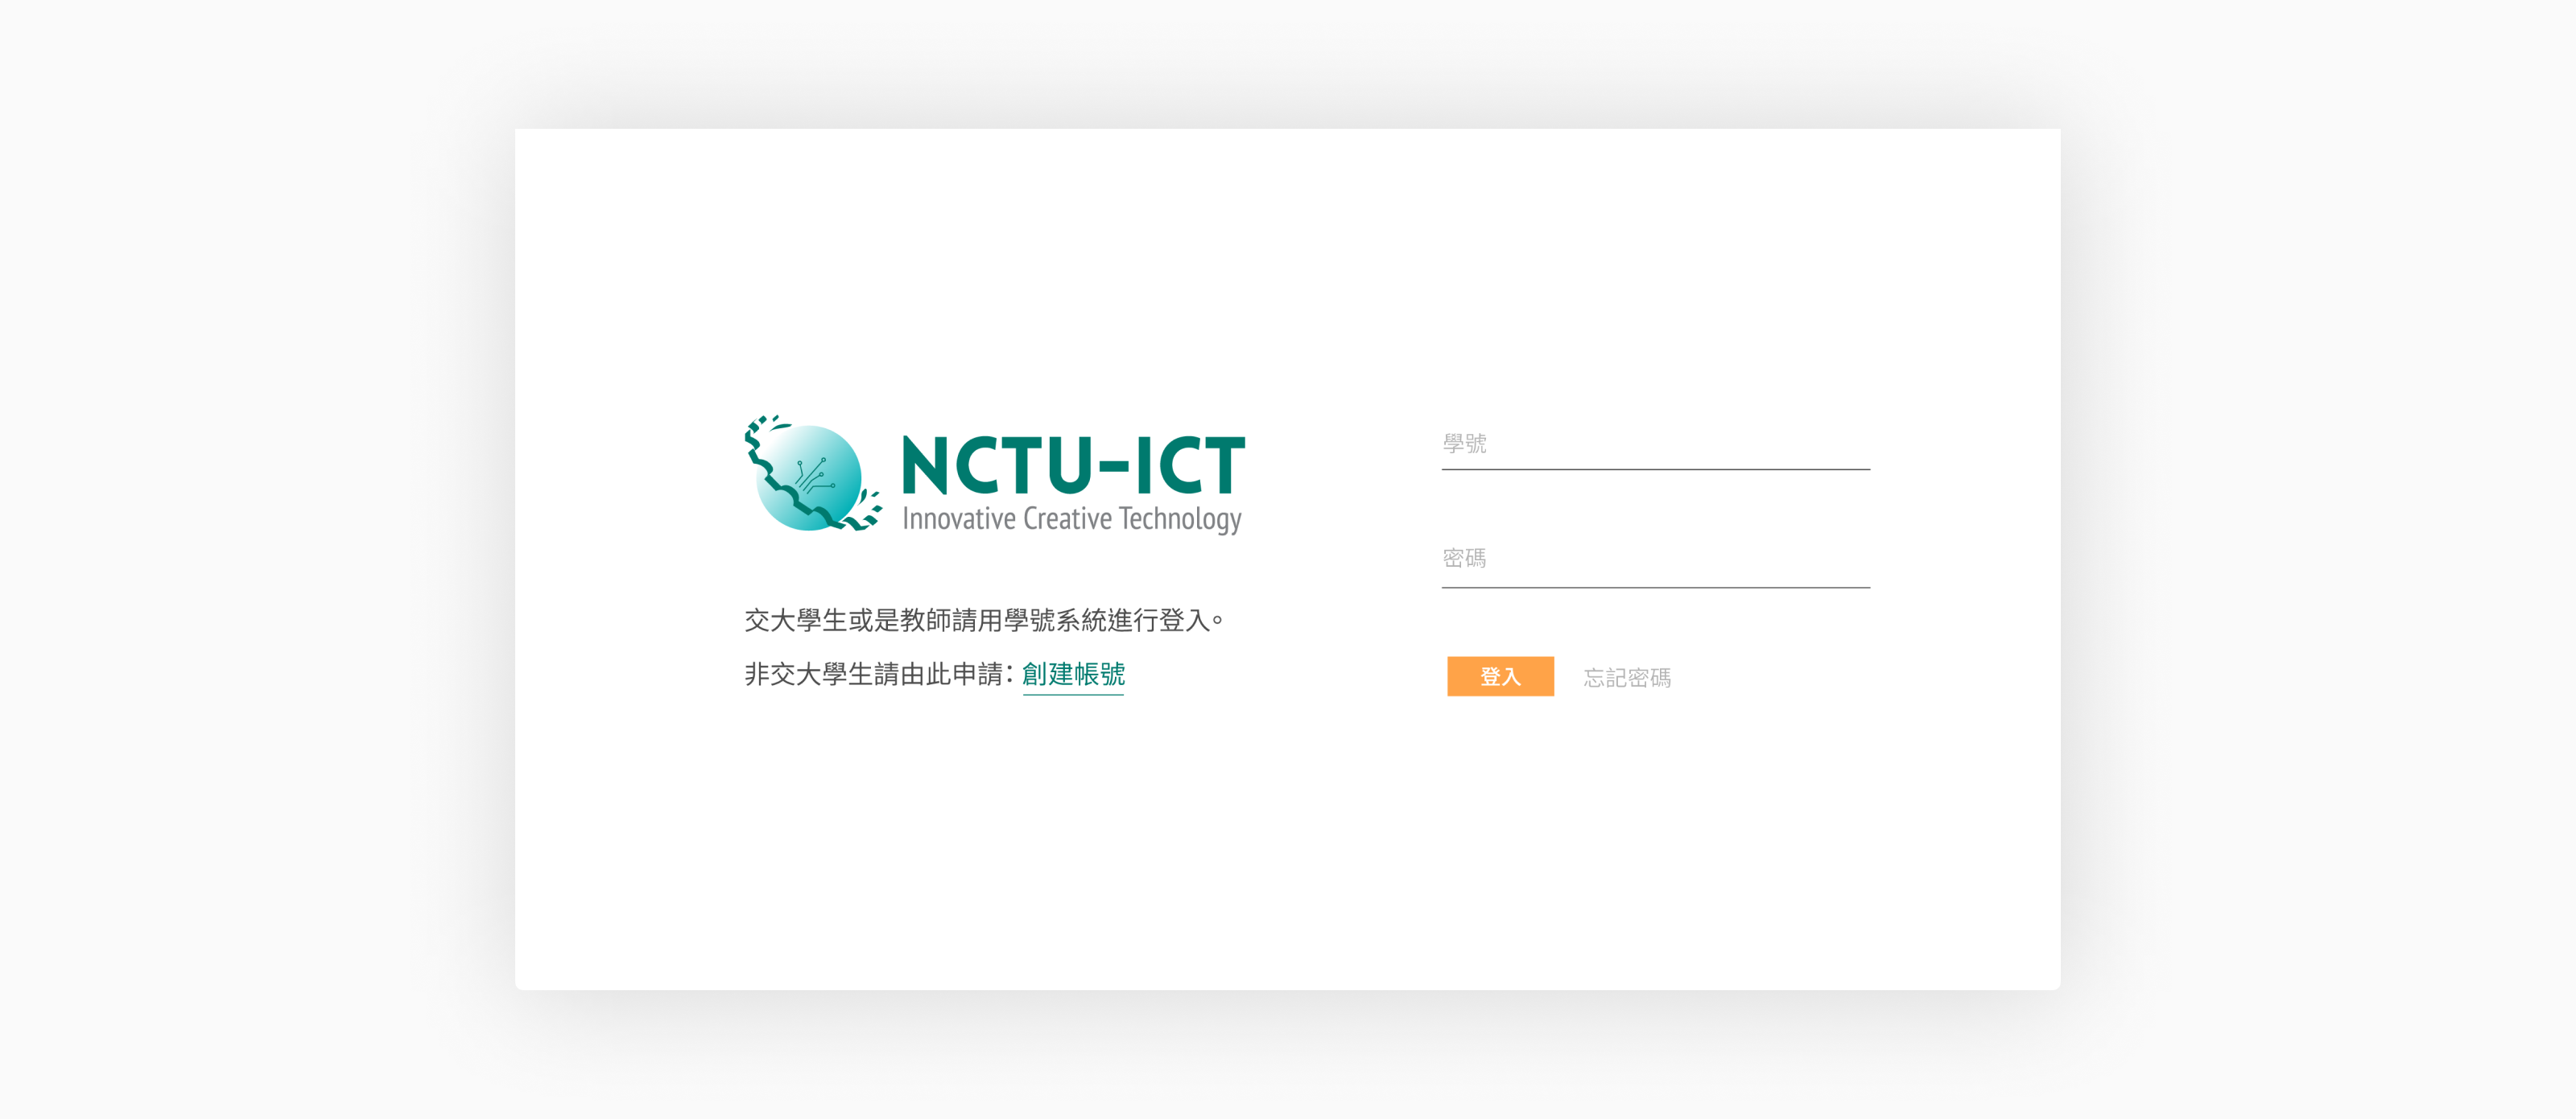 NCTU-ICT
Innovative Creative Technology
交大學生或是教師請用學號系統進行登入。
非交大學生請由此申請：創建帳號
學號
密碼
登入
忘記密碼